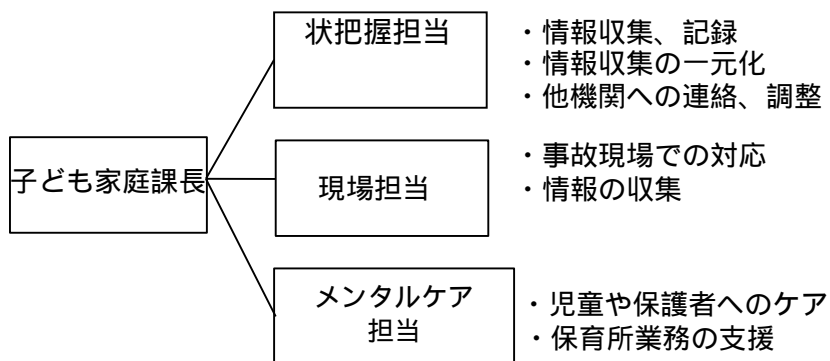 状把握担当
・情報収集、記録
・情報収集の一元化
・他機関への連絡、調整
子ども家庭課長
現場担当
・事故現場での対応
・情報の収集
メンタルケア
担当
・児童や保護者へのケア
・保育所業務の支援